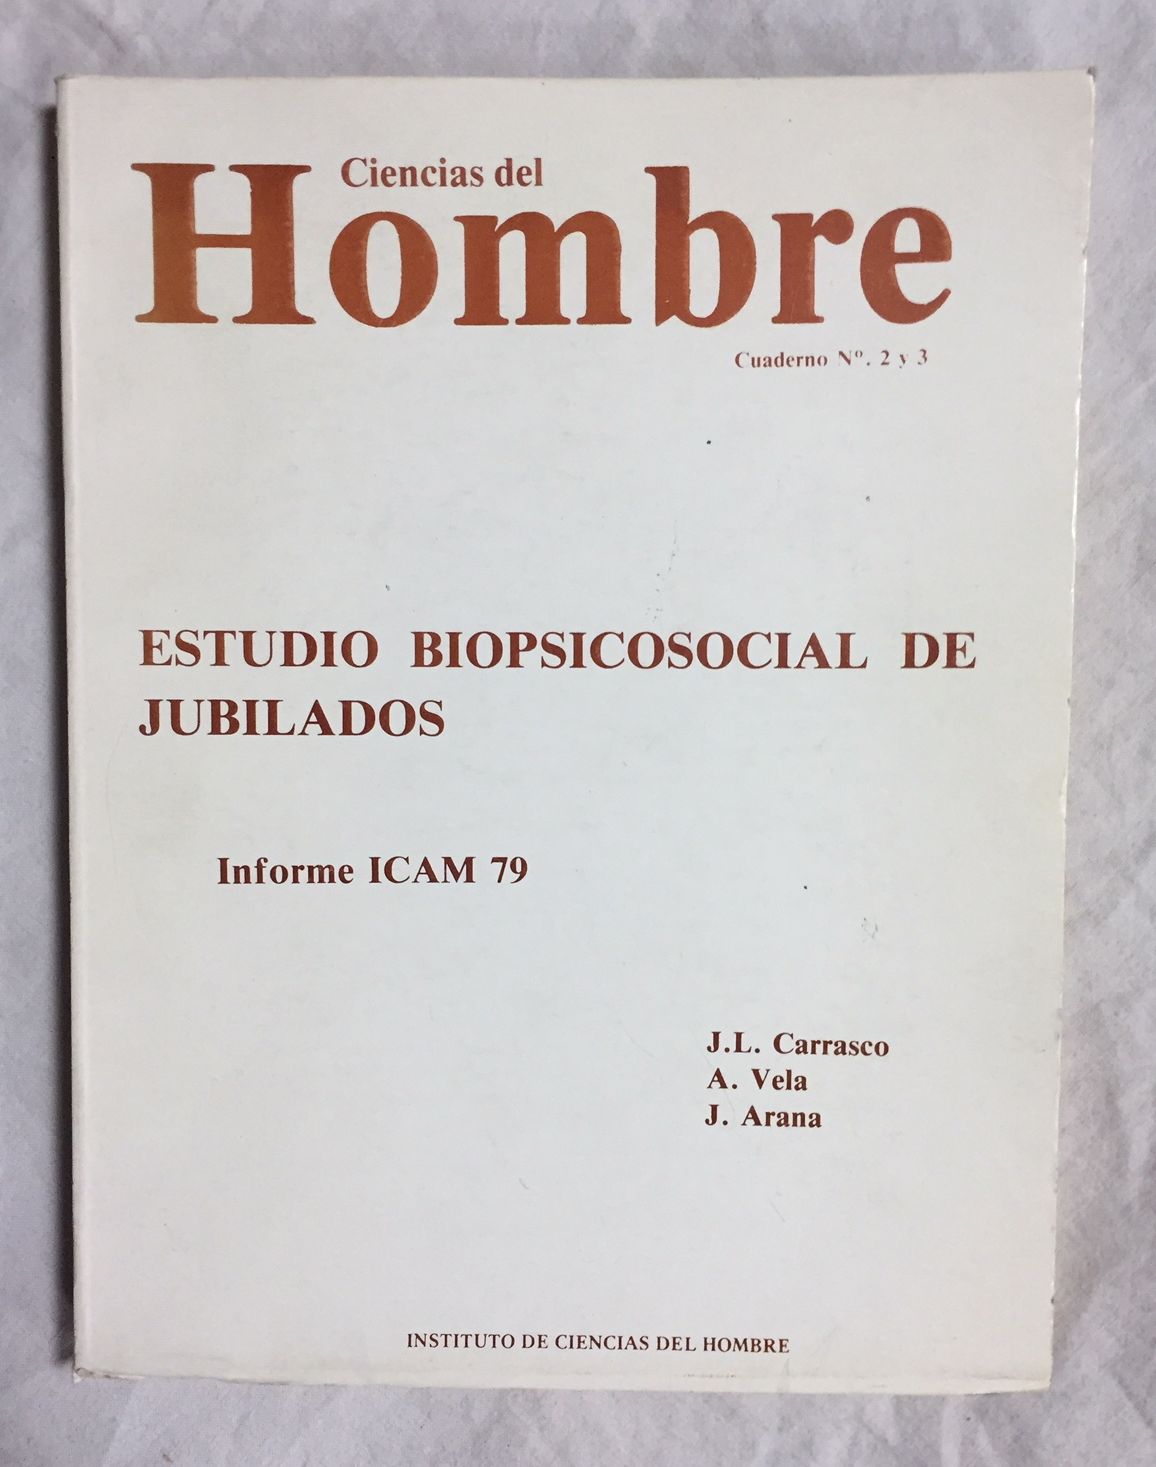 Ciencias del
Hombre
Cuaderno Nº. 2 y 3
ESTUDIO BIOPSICOSOCIAL DE
JUBILADOS
Informe ICAM 79
J.L. Carrasco
A. Vela
J. Arana
INSTITUTO DE CIENCIAS DEL HOMBRE